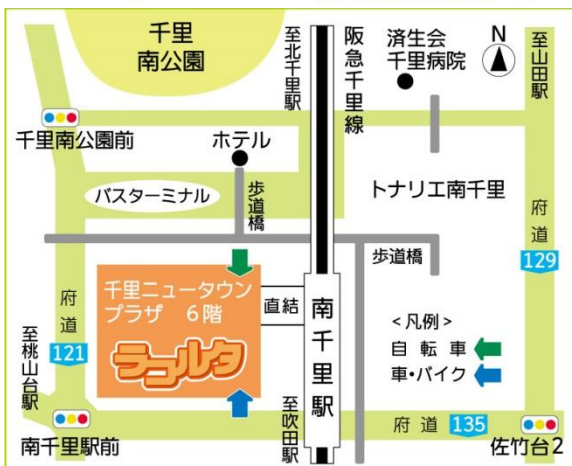 千里
南公園
至北千里駅
阪急千里線
済生会
千里病院
N
至山田駅
千里南公園前
ホテル
バスターミナル
歩道橋
トナリエ南千里
府道
129
歩道橋
千里ニュータウン
プラザ 6階
ラコルタ
直結
南千里駅
府道
121
至桃山台駅
<凡例>
自転車
車・バイク
南千里駅前
至吹田駅
府道 135
佐竹台2